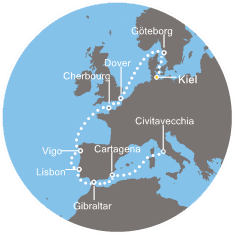 Göteborg
Dover
Cherbourg
Kiel
Civitavecchia
Vigo
Cartagena
Lisbon
Gibraltar